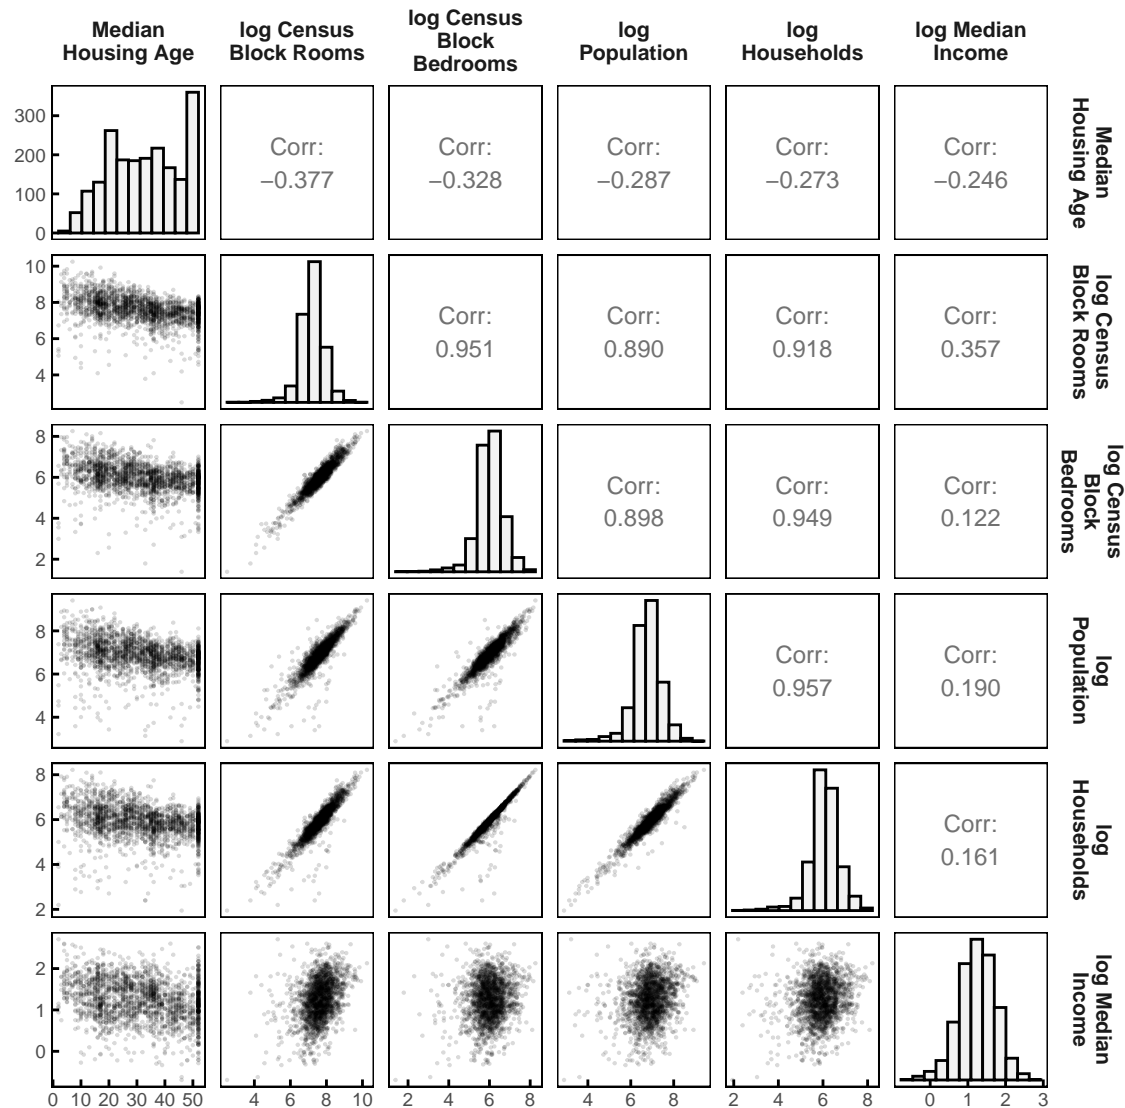 Median
Housing Age
log Census
Block Rooms
log Census
Block
Bedrooms
log
Population
log
Households
log Median
Income
300
200
100
0
Corr:
−0.377
Corr:
−0.328
Corr:
−0.287
Corr:
−0.273
Corr:
−0.246
Median
Housing Age
10
8
6
4
Corr:
0.951
Corr:
0.890
Corr:
0.918
Corr:
0.357
log Census
Block Rooms
8
6
4
2
Corr:
0.898
Corr:
0.949
Corr:
0.122
log Census
Block
Bedrooms
8
6
4
Corr:
0.957
Corr:
0.190
log
Population
8
6
4
2
Corr:
0.161
log
Households
2
1
0
log Median
Income
0 10 20 30 40 50
4 6 8 10
2 4 6 8
4 6 8
2 4 6 8
0 1 2 3